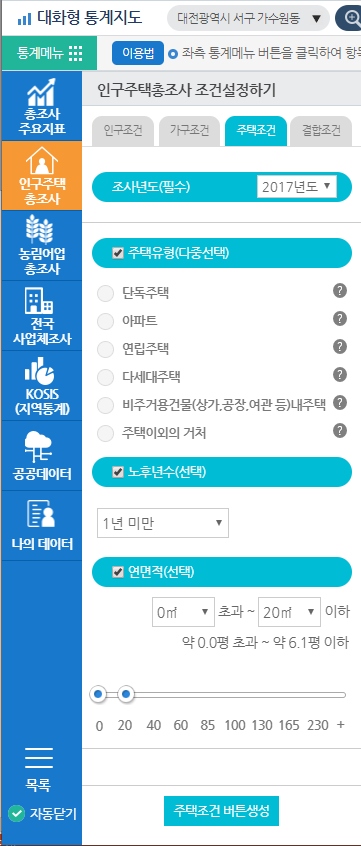 대화형 통계지도
대전광역시 서구 가수원동 ▼
통계메뉴
이용법
좌측 통계메뉴 버튼을 클릭하여 항목
총조사
주요지표
인구주택
총조사
농림어업
총조사
전국
사업체조사
KOSIS
(지역통계)
공공데이터
나의 데이터
목록
자동닫기
인구주택총조사 조건설정하기
인구조건
가구조건
주택조건
결합조건
조사년도(필수)
2017년도 ▼
주택유형(다중선택)
단독주택 ?
아파트 ?
연립주택 ?
다세대주택 ?
비주거용건물(상가,공장,여관 등)내주택 ?
주택이외의 거처 ?
노후년수(선택)
1년 미만 ▼
연면적(선택)
0㎡ ▼ 초과 ~ 20㎡ ▼ 이하
약 0.0평 초과 ~ 약 6.1평 이하
0 20 40 60 85 100 130 165 230 +
주택조건 버튼생성